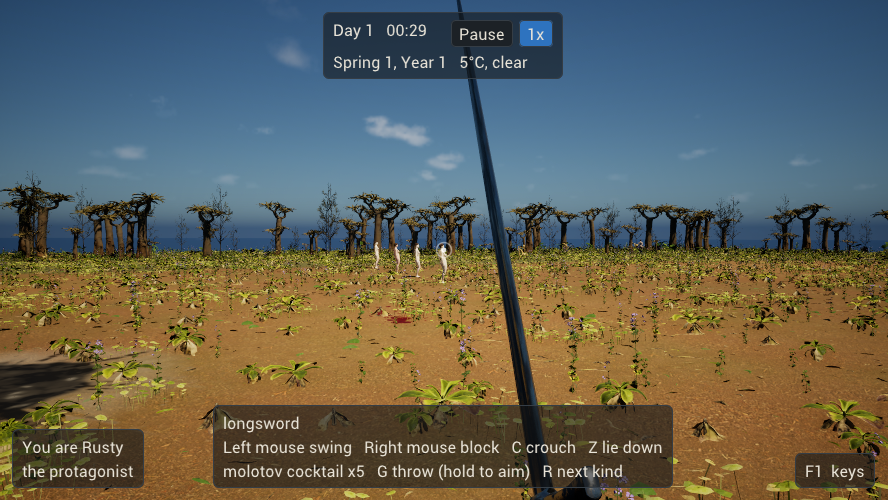 Day 1 00:29 Pause 1x
Spring 1, Year 1 5°C, clear
longsword
Left mouse swing Right mouse block C crouch Z lie down
molotov cocktail x5 G throw (hold to aim) R next kind
You are Rusty
the protagonist
F1 keys